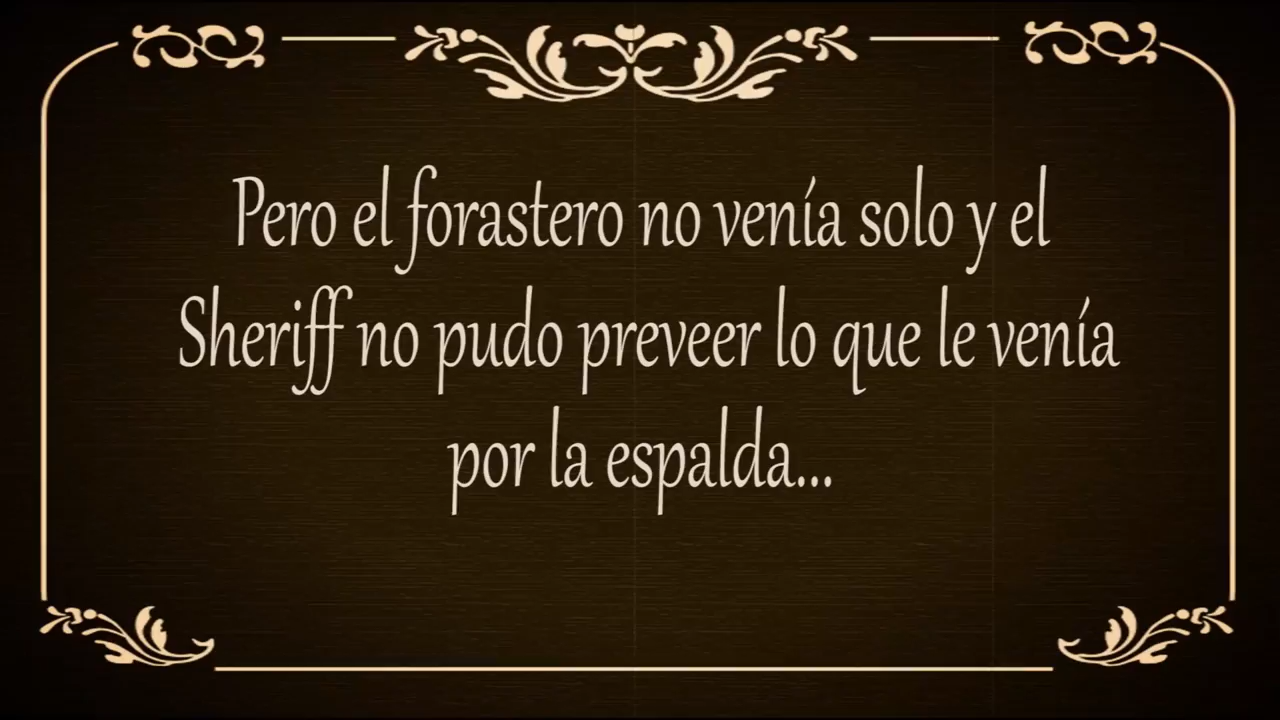 Pero el forastero no venía solo y el
Sheriff no pudo preveer lo que le venía
por la espalda...